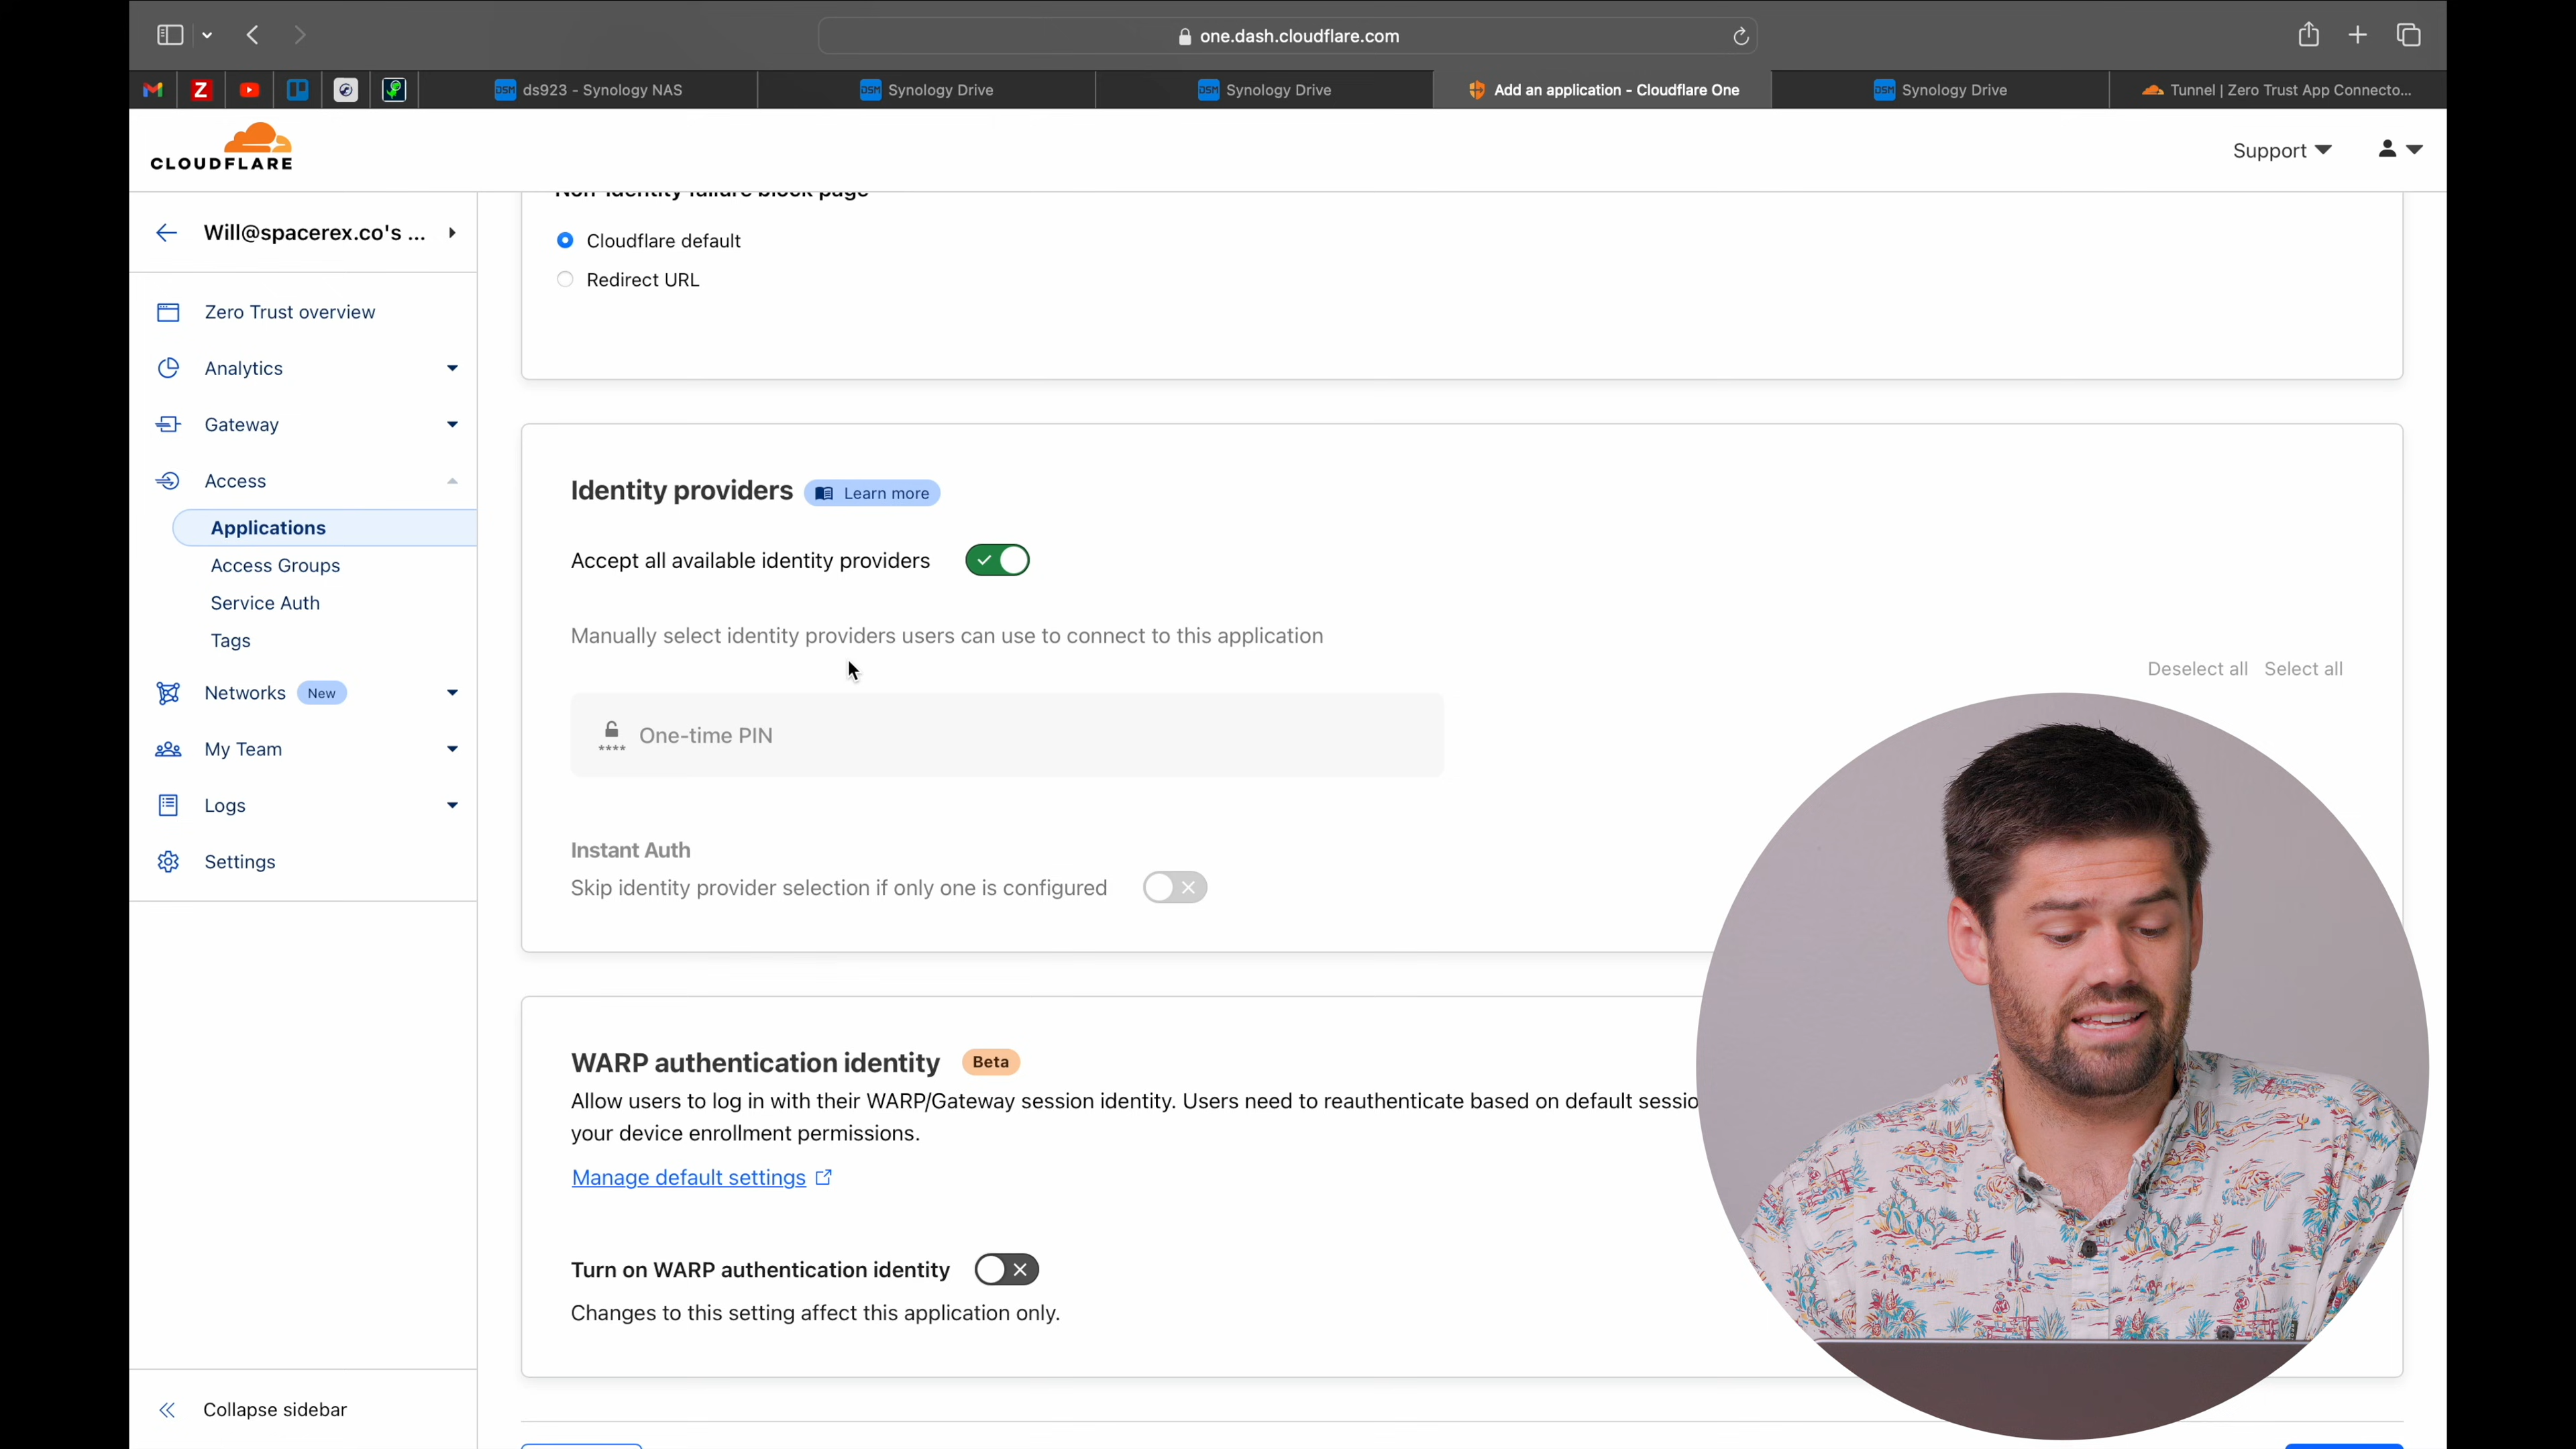 one.dash.cloudflare.com
Z
DSM ds923 - Synology NAS
DSM Synology Drive
DSM Synology Drive
Add an application - Cloudflare One
DSM Synology Drive
Tunnel | Zero Trust App Connecto...
CLOUDFLARE
Support
Will@spacerex.co's ...
Zero Trust overview
Analytics
Gateway
Access
Applications
Access Groups
Service Auth
Tags
Networks New
My Team
Logs
Settings
Collapse sidebar
Non-identity failure block page
Cloudflare default
Redirect URL
Identity providers Learn more
Accept all available identity providers
Manually select identity providers users can use to connect to this application
Deselect all Select all
**** One-time PIN
Instant Auth
Skip identity provider selection if only one is configured
WARP authentication identity Beta
Allow users to log in with their WARP/Gateway session identity. Users need to reauthenticate based on default sessio
your device enrollment permissions.
Manage default settings
Turn on WARP authentication identity
Changes to this setting affect this application only.